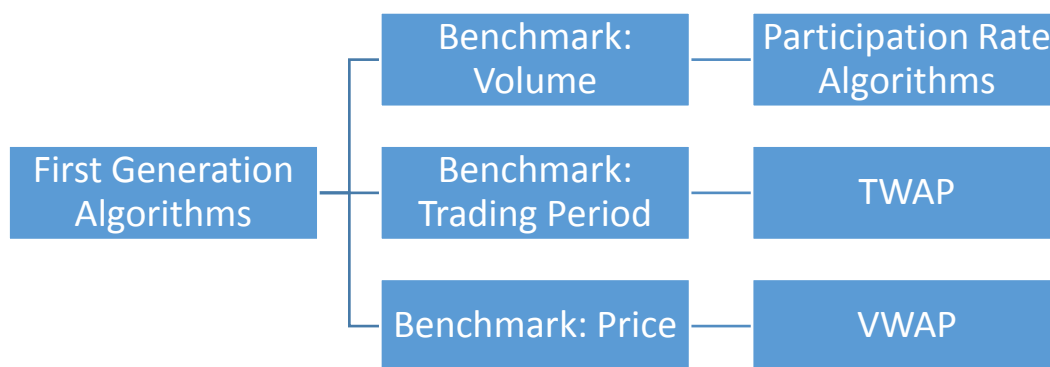 First Generation
Algorithms
Benchmark:
Volume
Participation Rate
Algorithms
Benchmark:
Trading Period
TWAP
Benchmark: Price
VWAP